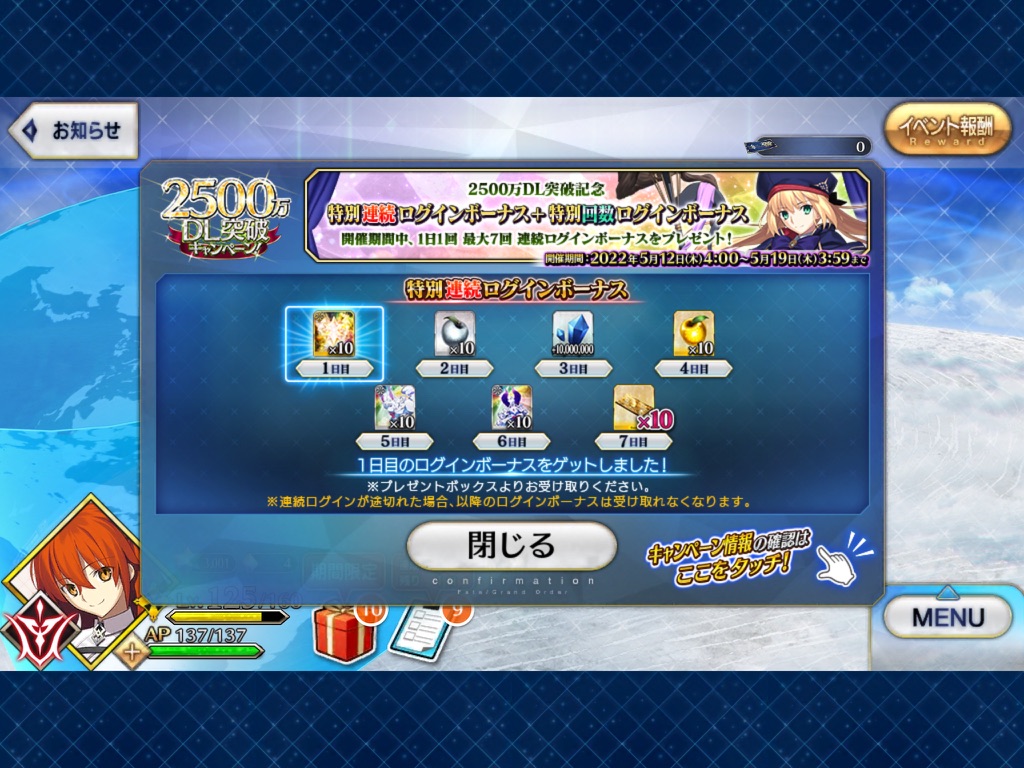 お知らせ
イベント報酬
Reward
0
2500万
DL突破
キャンペーン!
2500万DL突破記念
特別連続ログインボーナス+特別回数ログインボーナス
開催期間中、1日1回 最大7回 連続ログインボーナスをプレゼント!
開催期間:2022年5月12日(木)4:00~5月19日(木)3:59まで
特別連続ログインボーナス
×10
×10
+10,000,000
×10
1日目
2日目
3日目
4日目
×10
×10
×10
5日目
6日目
7日目
1日目のログインボーナスをゲットしました!
※プレゼントボックスよりお受け取りください。
※連続ログインが途切れた場合、以降のログインボーナスは受け取れなくなります。
閉じる
confirmation
Fate/Grand Order
キャンペーン情報の確認は
ここをタッチ!
10
9
AP 137/137
MENU